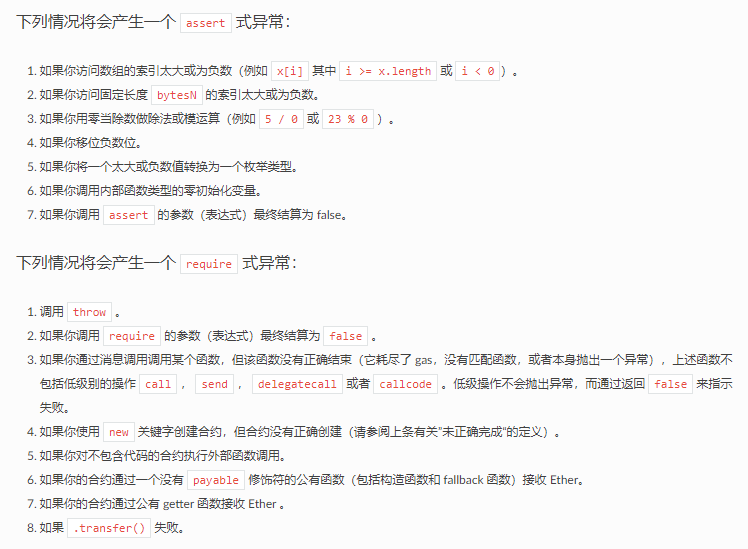 下列情况将会产生一个 assert 式异常：
1. 如果你访问数组的索引太大或为负数（例如 x[i] 其中 i >= x.length 或 i < 0）。
2. 如果你访问固定长度 bytesN 的索引太大或为负数。
3. 如果你用零当除数做除法或模运算（例如 5 / 0 或 23 % 0 ）。
4. 如果你移位负数位。
5. 如果你将一个太大或负数值转换为一个枚举类型。
6. 如果你调用内部函数类型的零初始化变量。
7. 如果你调用 assert 的参数（表达式）最终结算为 false。
下列情况将会产生一个 require 式异常：
1. 调用 throw 。
2. 如果你调用 require 的参数（表达式）最终结算为 false 。
3. 如果你通过消息调用调用某个函数，但该函数没有正确结束（它耗尽了 gas，没有匹配函数，或者本身抛出一个异常），上述函数不
包括低级别的操作 call ， send ， delegatecall 或者 callcode 。低级操作不会抛出异常，而通过返回 false 来指示
失败。
4. 如果你使用 new 关键字创建合约，但合约没有正确创建（请参阅上条有关”未正确完成“的定义）。
5. 如果你对不包含代码的合约执行外部函数调用。
6. 如果你的合约通过一个没有 payable 修饰符的公有函数（包括构造函数和 fallback 函数）接收 Ether。
7. 如果你的合约通过公有 getter 函数接收 Ether 。
8. 如果 .transfer() 失败。